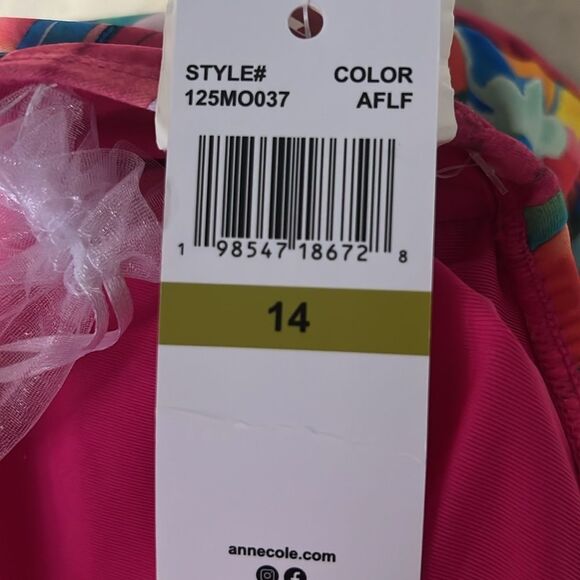 STYLE# COLOR
125MO037 AFLF
1 98547 18672 8
14
annecole.com